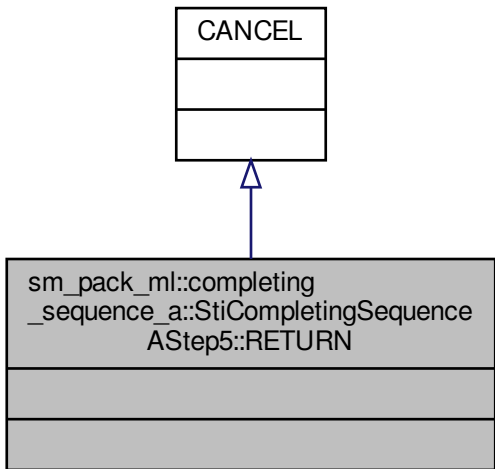 CANCEL
sm_pack_ml::completing
_sequence_a::StiCompletingSequence
AStep5::RETURN